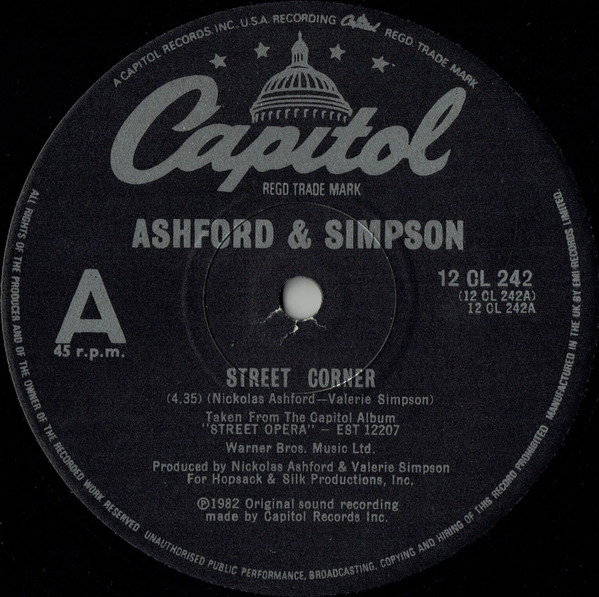 A CAPITOL RECORDS, INC., U.S.A. RECORDING Capitol REGD. TRADE MARK
Capitol
REGD. TRADE MARK
ASHFORD & SIMPSON
12 CL 242
(12 CL 242A)
12 CL 242A
A
45 r.p.m.
STREET CORNER
(4.35) (Nickolas Ashford—Valerie Simpson)
Taken From The Capitol Album
"STREET OPERA" – EST 12207
Warner Bros. Music Ltd.
Produced by Nickolas Ashford & Valerie Simpson
For Hopsack & Silk Productions, Inc.
℗1982 Original sound recording
made by Capitol Records Inc.
ALL RIGHTS OF THE PRODUCER AND OF THE OWNER OF THE RECORDED WORK RESERVED UNAUTHORISED PUBLIC PERFORMANCE, BROADCASTING, COPYING AND HIRING OF THIS RECORD PROHIBITED MANUFACTURED IN THE UK BY EMI RECORDS LIMITED.